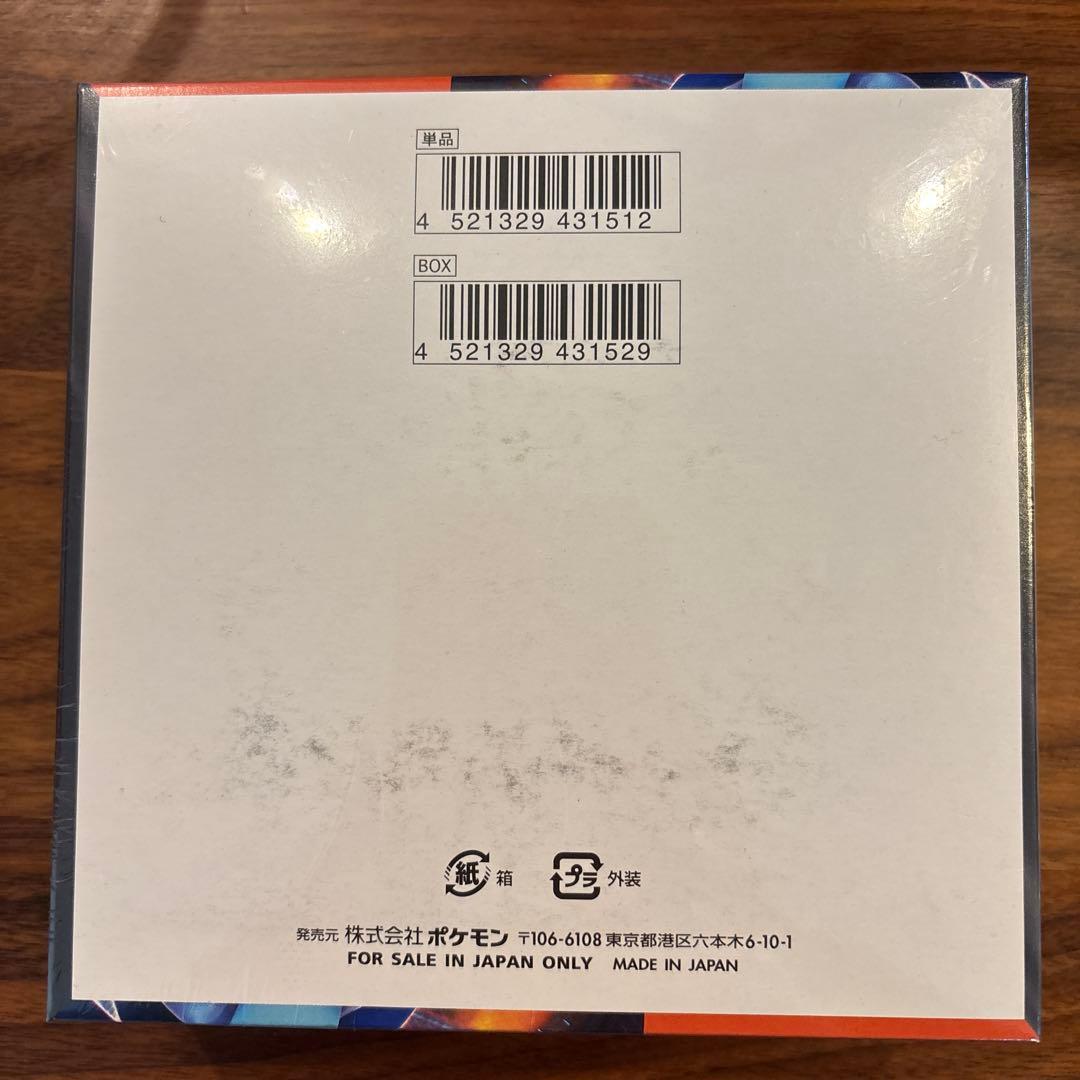 単品
4 521329 431512
BOX
4 521329 431529
紙 箱 プラ 外装
発売元 株式会社 ポケモン 〒106-6108 東京都港区六本木6-10-1
FOR SALE IN JAPAN ONLY MADE IN JAPAN